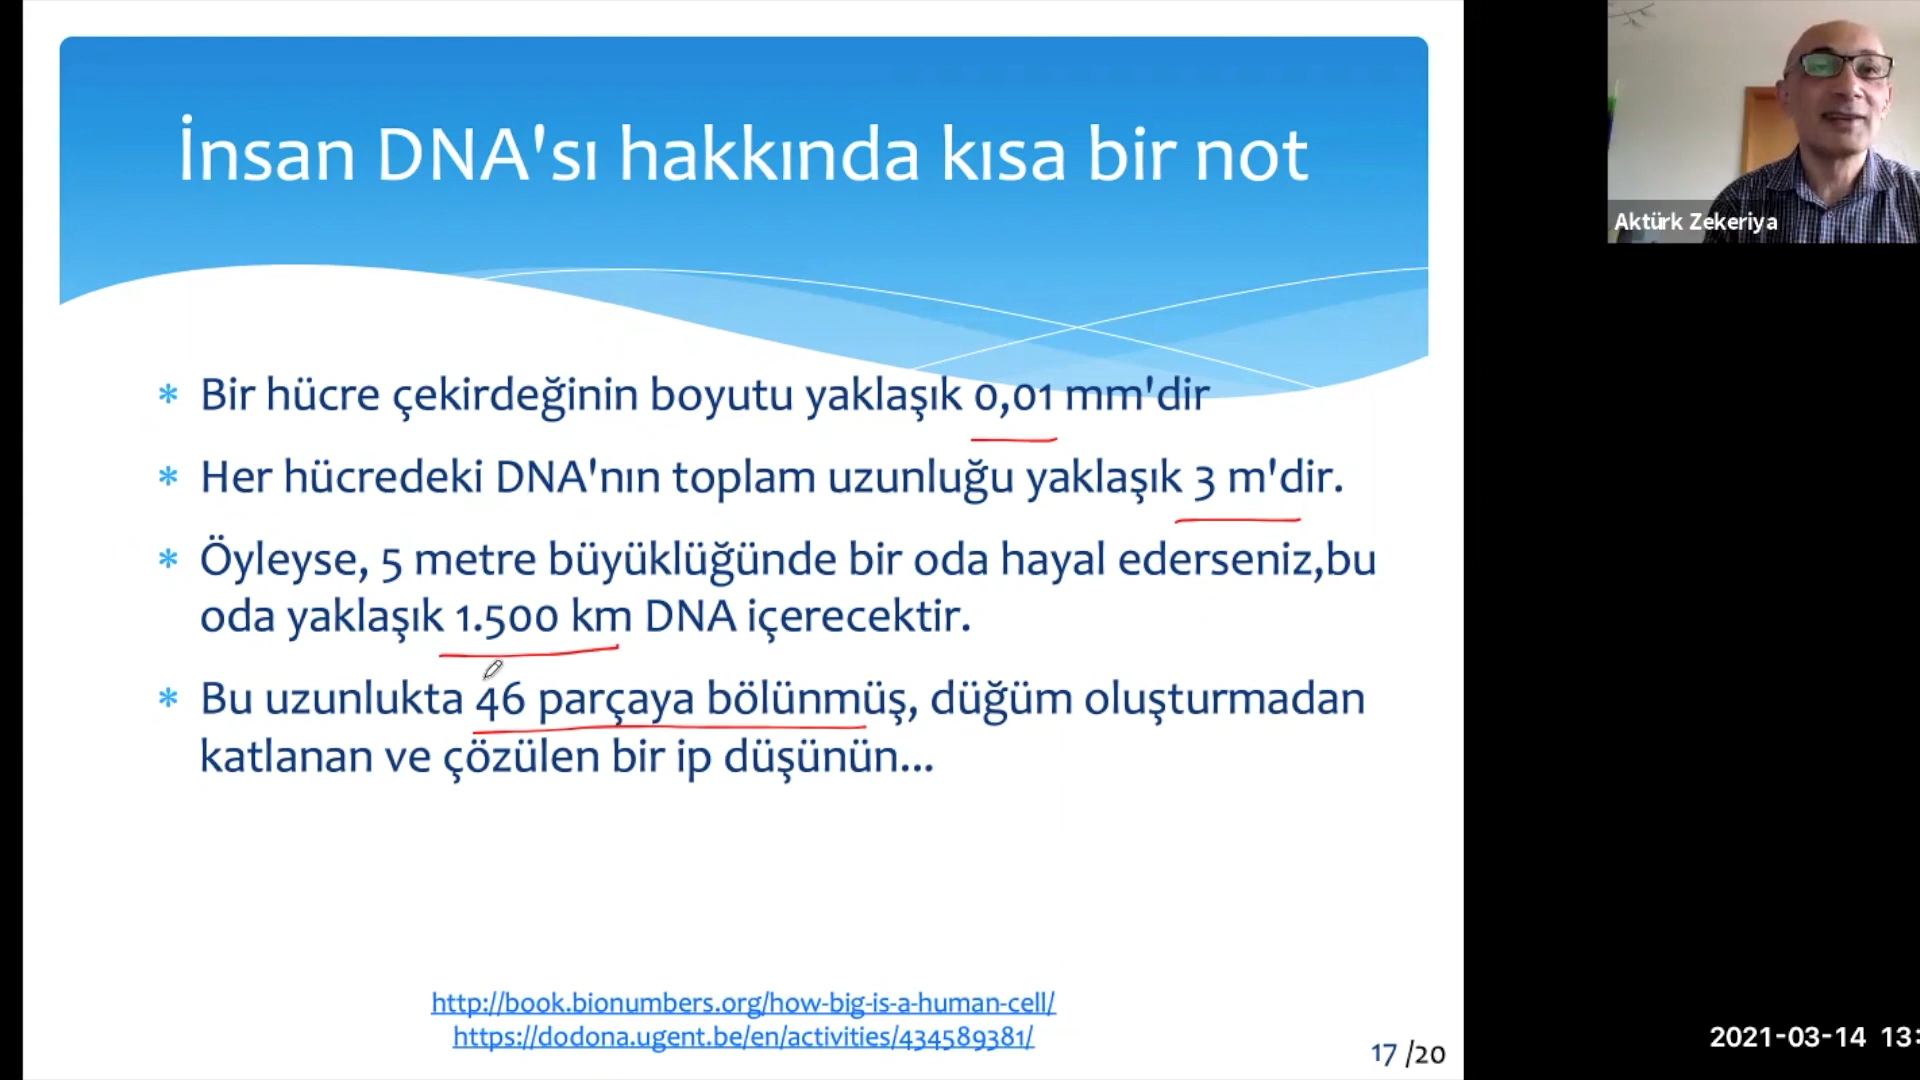 İnsan DNA'sı hakkında kısa bir not
* Bir hücre çekirdeğinin boyutu yaklaşık 0,01 mm'dir
* Her hücredeki DNA'nın toplam uzunluğu yaklaşık 3 m'dir.
* Öyleyse, 5 metre büyüklüğünde bir oda hayal ederseniz,bu
oda yaklaşık 1.500 km DNA içerecektir.
* Bu uzunlukta 46 parçaya bölünmüş, düğüm oluşturmadan
katlanan ve çözülen bir ip düşünün...
http://book.bionumbers.org/how-big-is-a-human-cell/
https://dodona.ugent.be/en/activities/434589381/
17 /20
Aktürk Zekeriya
2021-03-14 13: